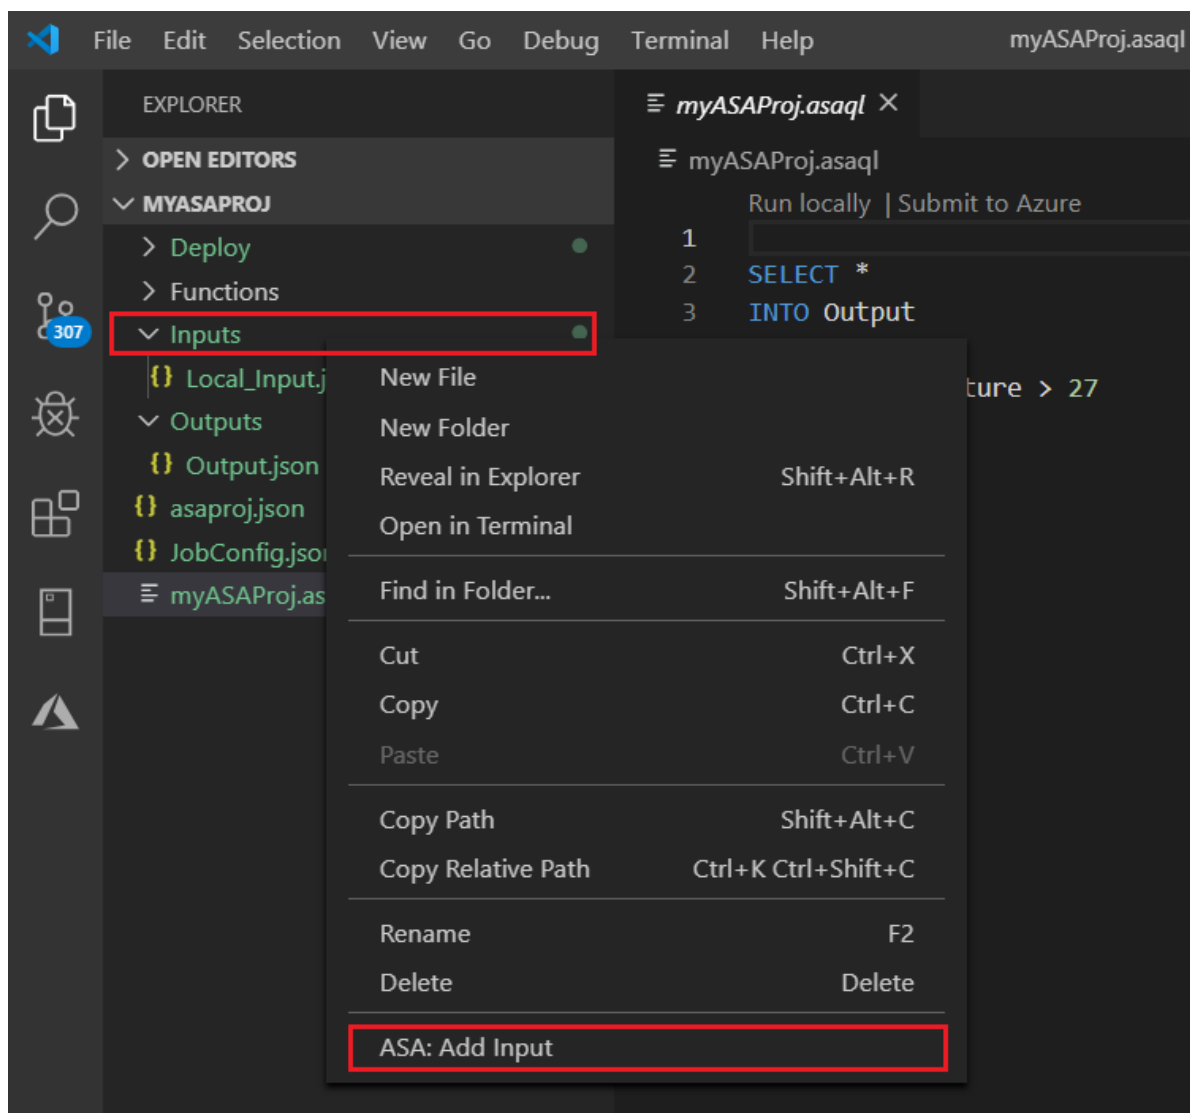 File Edit Selection View Go Debug Terminal Help myASAProj.asaql
EXPLORER
OPEN EDITORS
MYASAPROJ
Deploy
Functions
Inputs
{} Local_Input.j
Outputs
{} Output.json
{} asaproj.json
{} JobConfig.jso
myASAProj.as
307
myASAProj.asaql
myASAProj.asaql
Run locally | Submit to Azure
1
2 SELECT *
3 INTO Output
ture > 27
New File
New Folder
Reveal in Explorer Shift+Alt+R
Open in Terminal
Find in Folder... Shift+Alt+F
Cut Ctrl+X
Copy Ctrl+C
Paste Ctrl+V
Copy Path Shift+Alt+C
Copy Relative Path Ctrl+K Ctrl+Shift+C
Rename F2
Delete Delete
ASA: Add Input